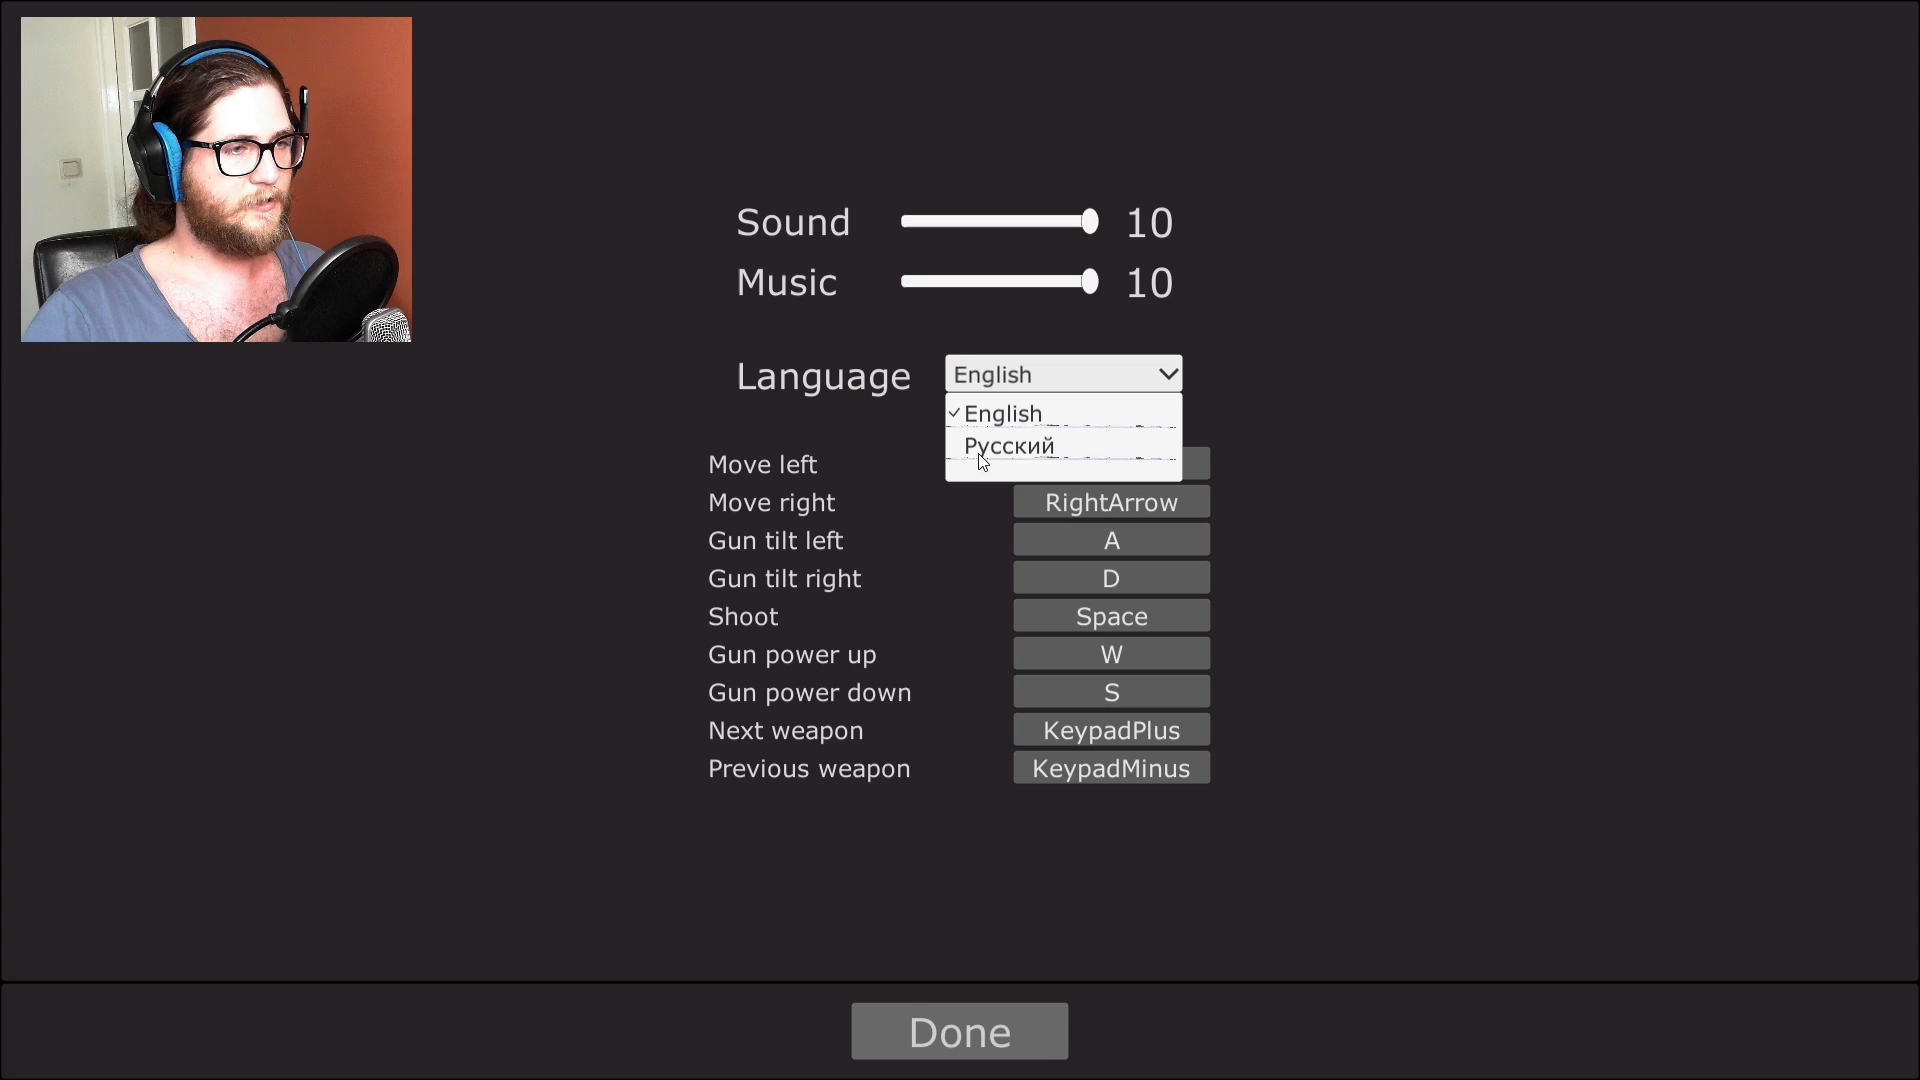 Sound 10
Music 10
Language English
English
Русский
Move left
Move right RightArrow
Gun tilt left A
Gun tilt right D
Shoot Space
Gun power up W
Gun power down S
Next weapon KeypadPlus
Previous weapon KeypadMinus
Done